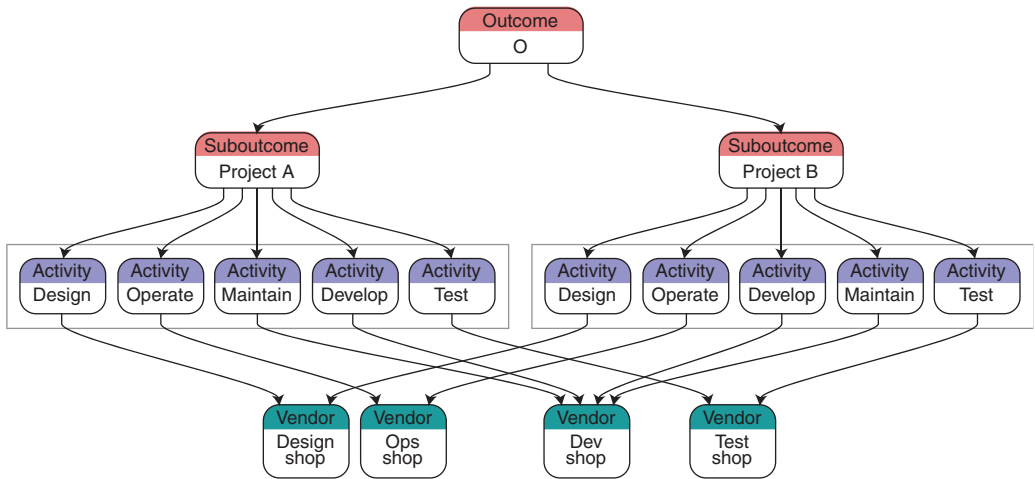 Outcome
O
Suboutcome
Project A
Suboutcome
Project B
Activity
Design
Activity
Operate
Activity
Maintain
Activity
Develop
Activity
Test
Activity
Design
Activity
Operate
Activity
Develop
Activity
Maintain
Activity
Test
Vendor
Design
shop
Vendor
Ops
shop
Vendor
Dev
shop
Vendor
Test
shop